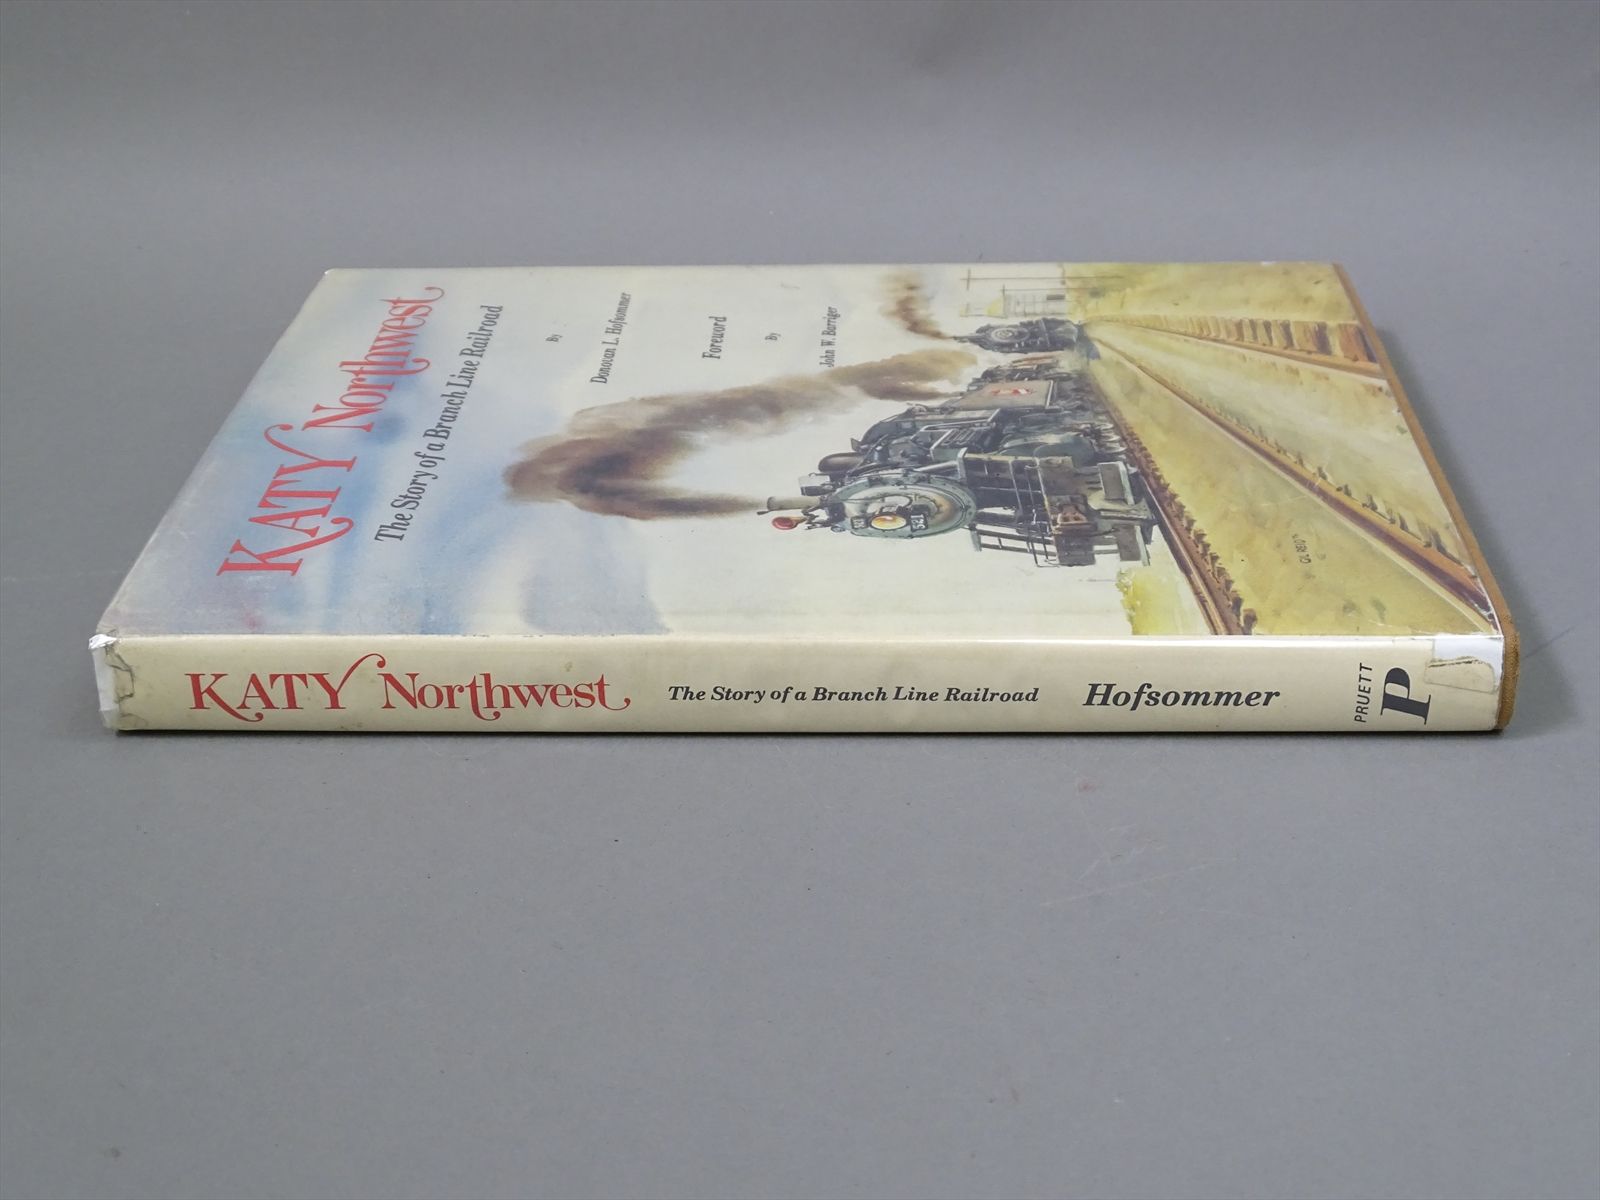 KATY Northwest
The Story of a Branch Line Railroad
By
Donovan L. Hofsommer
Foreword
By
John W. Barriger
521
KATY Northwest The Story of a Branch Line Railroad Hofsommer
PRUETT
P